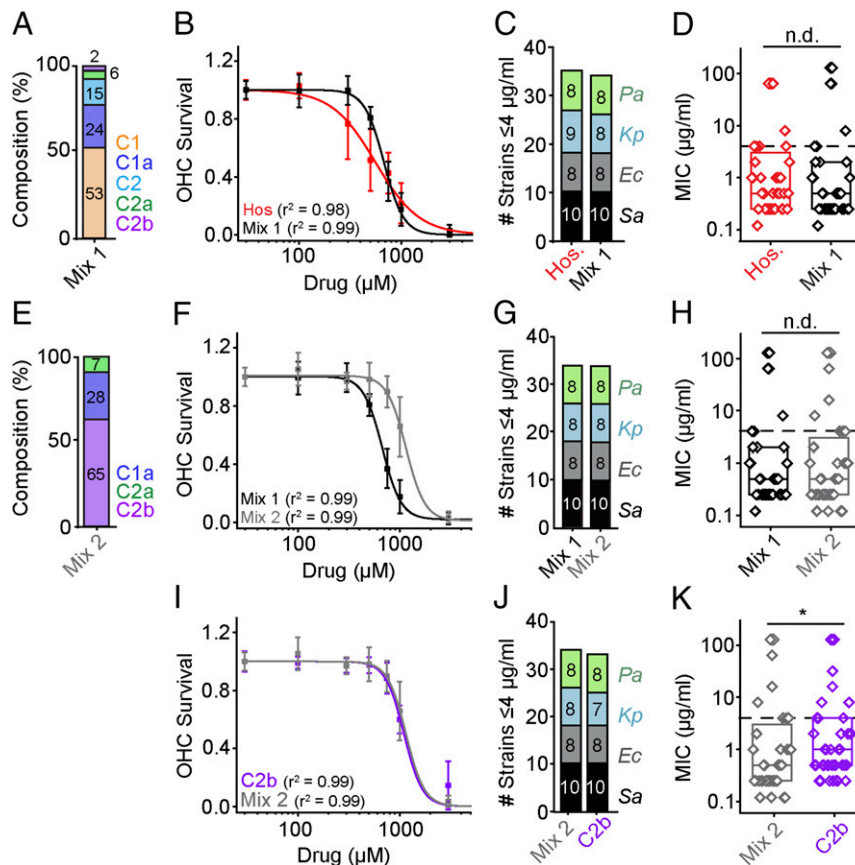 A
Composition (%)
100
50
0
2
6
15
24
53
C1
C1a
C2
C2a
C2b
Mix 1
B
OHC Survival
1.2
0.8
0.4
0.0
Hos (r² = 0.98)
Mix 1 (r² = 0.99)
100
1000
Drug (µM)
C
# Strains ≤4 µg/ml
40
30
20
10
0
8 8 Pa
9 8 Kp
8 8 Ec
10 10 Sa
Hos.
Mix 1
D
n.d.
MIC (µg/ml)
100
10
1
0.1
Hos.
Mix 1
E
Composition (%)
100
50
0
7
28
65
C1a
C2a
C2b
Mix 2
F
OHC Survival
1.2
0.8
0.4
0.0
Mix 1 (r² = 0.99)
Mix 2 (r² = 0.99)
100
1000
Drug (µM)
G
# Strains ≤4 µg/ml
40
30
20
10
0
8 8 Pa
8 8 Kp
8 8 Ec
10 10 Sa
Mix 1
Mix 2
H
n.d.
MIC (µg/ml)
100
10
1
0.1
Mix 1
Mix 2
I
OHC Survival
1.2
0.8
0.4
0.0
C2b (r² = 0.99)
Mix 2 (r² = 0.99)
100
1000
Drug (µM)
J
# Strains ≤4 µg/ml
40
30
20
10
0
8 8 Pa
8 7 Kp
8 8 Ec
10 10 Sa
Mix 2
C2b
K
*
MIC (µg/ml)
100
10
1
0.1
Mix 2
C2b